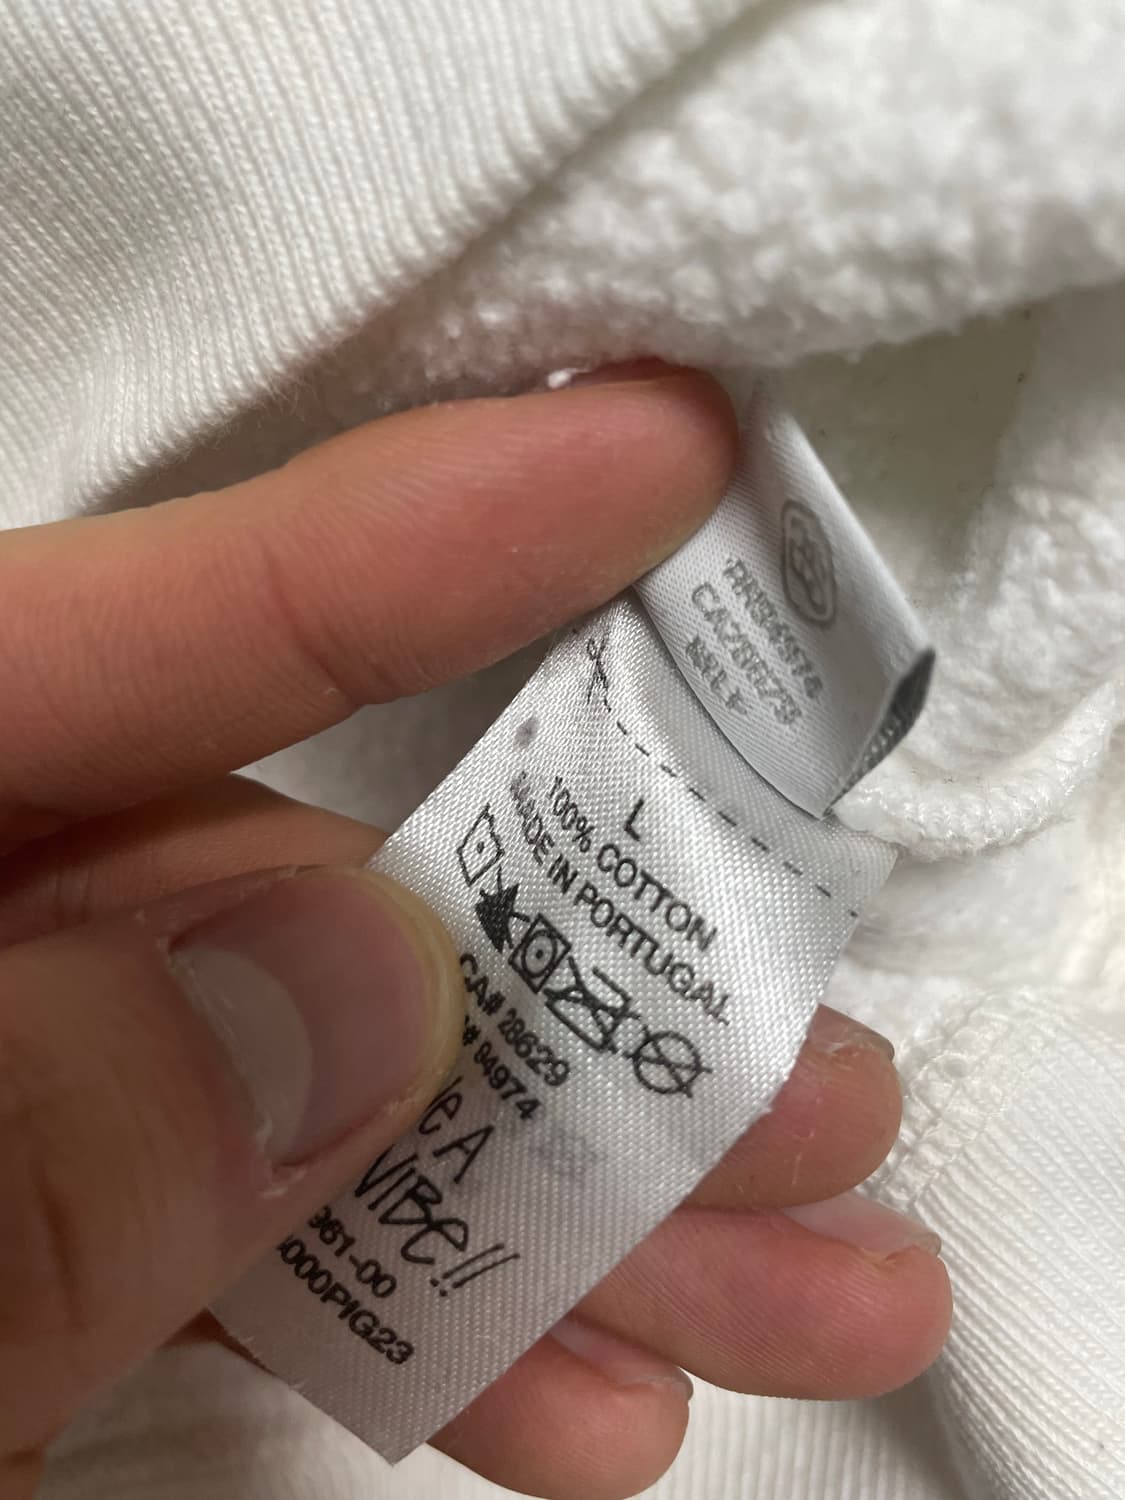 L
100% COTTON
MADE IN PORTUGAL
CA# 28629
# 94974
A
VIBe!!
961-00
000PIG23